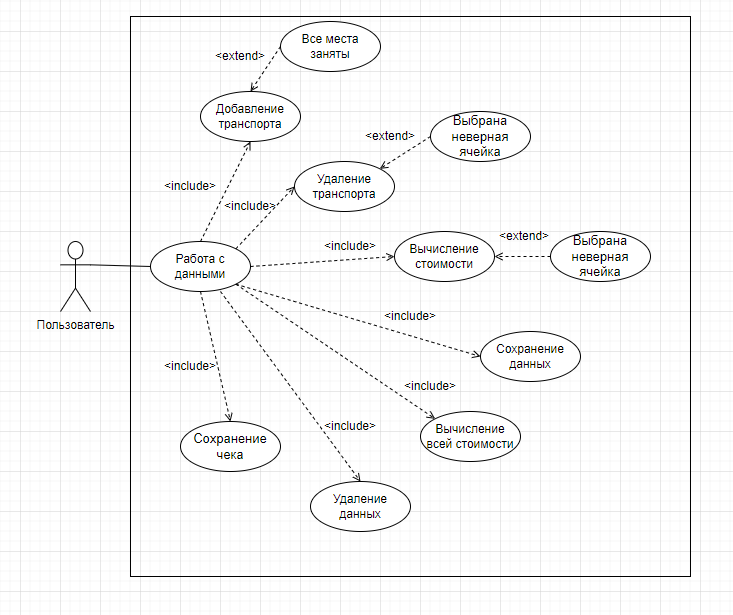 Все места
заняты
<extend>
Добавление
транспорта
Выбрана
неверная
ячейка
<extend>
<include>
Удаление
транспорта
<include>
<include>
Вычисление
стоимости
<extend>
Выбрана
неверная
ячейка
Работа с
данными
Пользователь
<include>
Сохранение
данных
<include>
<include>
Вычисление
всей стоимости
<include>
Сохранение
чека
Удаление
данных